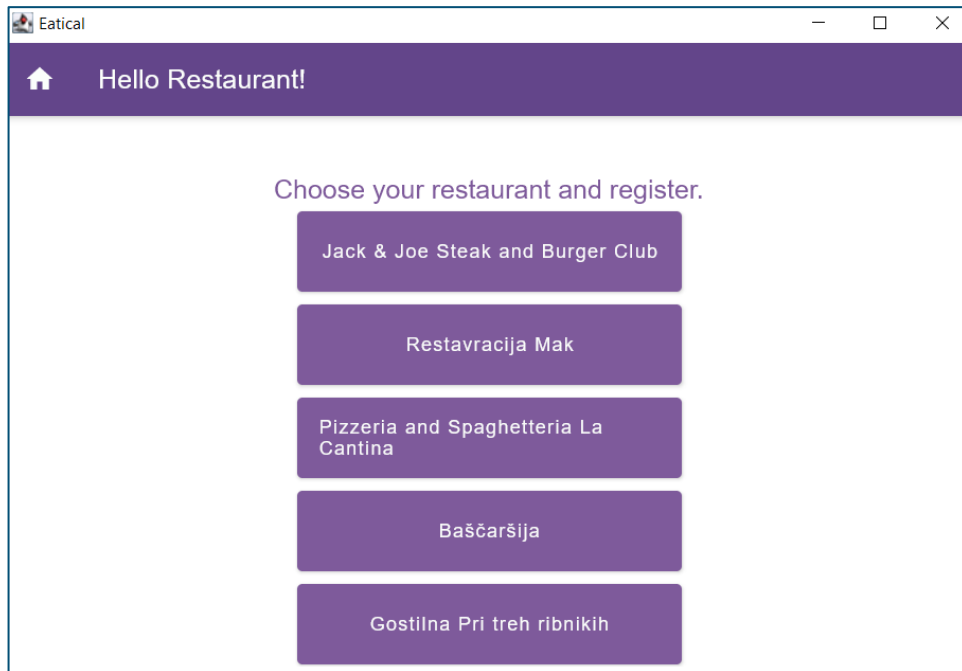 Eatical
Hello Restaurant!
Choose your restaurant and register.
Jack & Joe Steak and Burger Club
Restavracija Mak
Pizzeria and Spaghetteria La
Cantina
Baščaršija
Gostilna Pri treh ribnikih